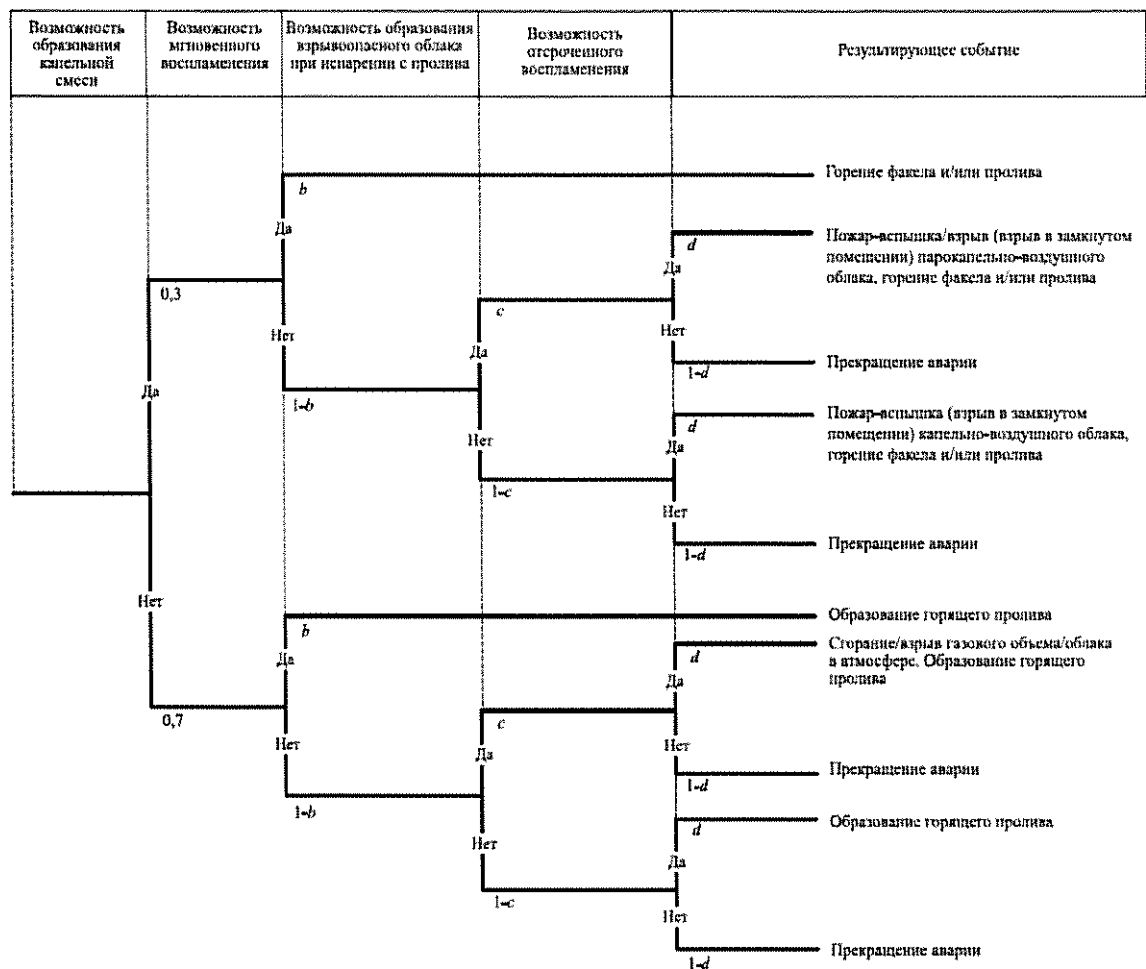 Возможность
образования
капельной
смеси
Возможность
мгновенного
воспламенения
Возможность образования
взрывоопасного облака
при испарении с пролива
Возможность
отсроченного
воспламенения
Результирующее событие
b
Горение факела и/или пролива
Да
d
Пожар-вспышка/взрыв (взрыв в замкнутом
помещении) парокапельно-воздушного
облака, горение факела и/или пролива
Да
0,3
c
Нет
Нет
Да
Прекращение аварии
1-d
Да
1-b
d
Пожар-вспышка (взрыв в замкнутом
помещении) капельно-воздушного облака,
горение факела и/или пролива
Нет
Да
1-c
Нет
Прекращение аварии
1-d
Нет
b
Образование горящего пролива
Да
d
Сгорание/взрыв газового объема/облака
в атмосфере. Образование горящего
пролива
Да
0,7
c
Нет
Да
Нет
Прекращение аварии
1-d
1-b
d
Образование горящего пролива
Нет
Да
1-c
Нет
Прекращение аварии
1-d